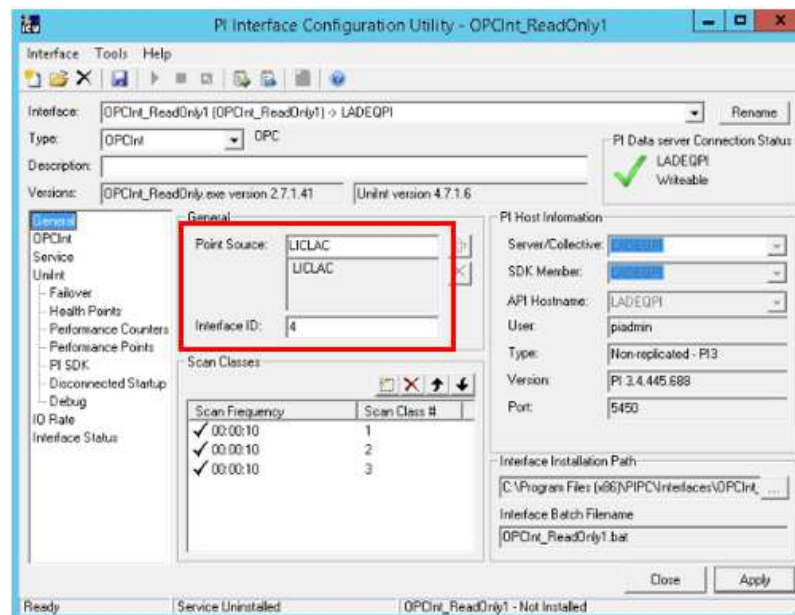 PI Interface Configuration Utility - OPCInt_ReadOnly1
Interface Tools Help
Interface: OPCInt_ReadOnly1 (OPCInt_ReadOnly1) -> LADEQPI Rename
Type: OPCInt OPC
PI Data server Connection Status
LADEQPI
Writeable
Description:
Versions: OPCInt_ReadOnly.exe version 2.7.1.41 UniInt version 4.7.1.6
General
OPCInt
Service
UniInt
Failover
Health Points
Performance Counters
Performance Points
PI SDK
Disconnected Startup
Debug
IO Rate
Interface Status
General
Point Source: LICLAC
LICLAC
Interface ID: 4
Scan Classes
Scan Frequency Scan Class #
00:00:10 1
00:00:10 2
00:00:10 3
PI Host Information
Server/Collective: LADEQPI
SDK Member: LADEQPI
API Hostname: LADEQPI
User: piadmin
Type: Non-replicated - PI3
Version: PI 3.4.445.688
Port: 5450
Interface Installation Path
C:\Program Files (x86)\PIPC\Interfaces\OPCInt_ ...
Interface Batch Filename
OPCInt_ReadOnly1.bat
Close Apply
Ready Service Uninstalled OPCInt_ReadOnly1 - Not Installed